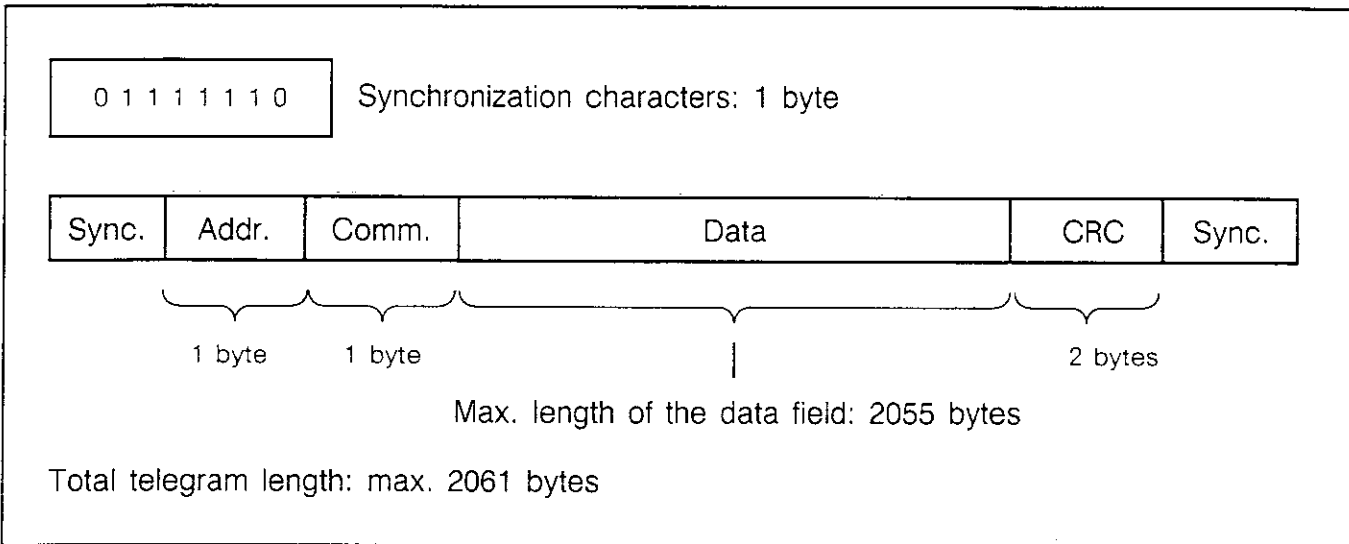 0 1 1 1 1 1 1 0 Synchronization characters: 1 byte
Sync. Addr. Comm. Data CRC Sync.
1 byte 1 byte 2 bytes
Max. length of the data field: 2055 bytes
Total telegram length: max. 2061 bytes